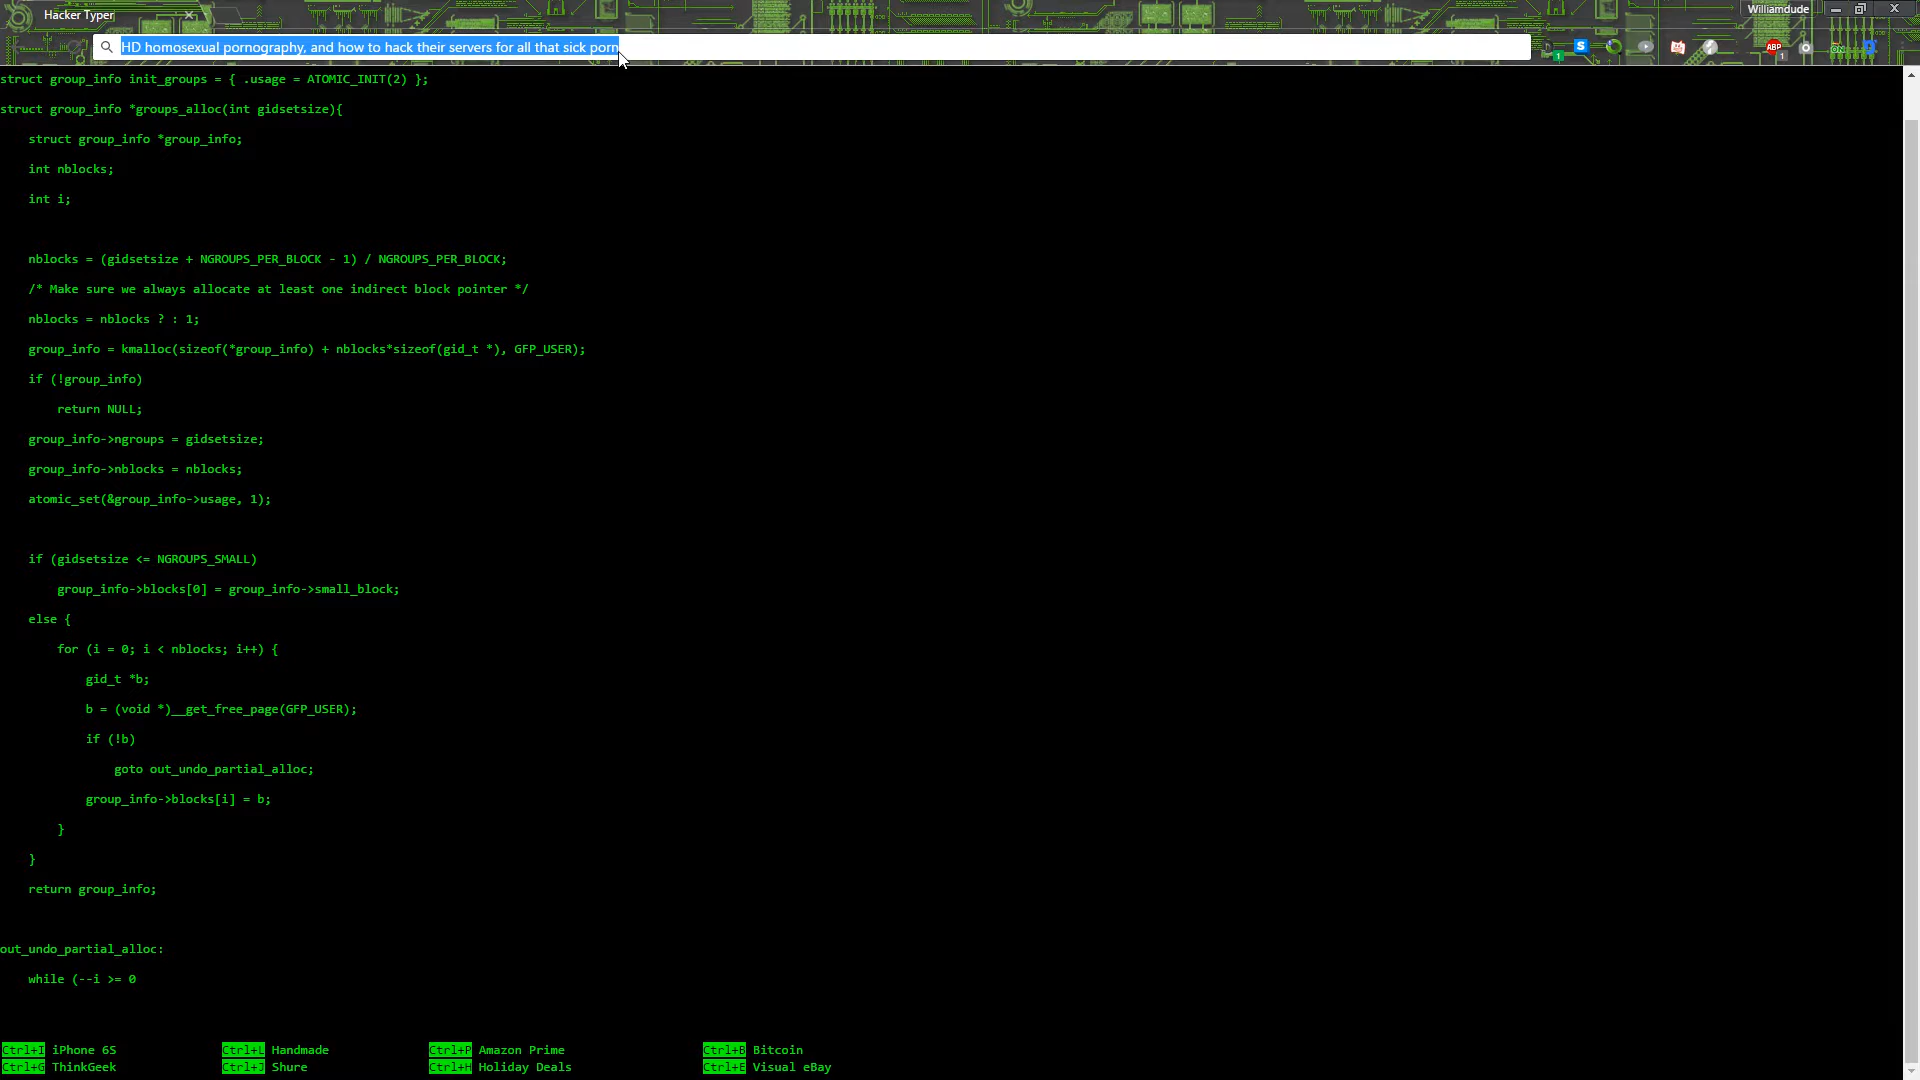 Hacker Typer
Williamdude
HD homosexual pornography, and how to hack their servers for all that sick porn
struct group_info init_groups = { .usage = ATOMIC_INIT(2) };
struct group_info *groups_alloc(int gidsetsize){
    struct group_info *group_info;
    int nblocks;
    int i;
    nblocks = (gidsetsize + NGROUPS_PER_BLOCK - 1) / NGROUPS_PER_BLOCK;
    /* Make sure we always allocate at least one indirect block pointer */
    nblocks = nblocks ? : 1;
    group_info = kmalloc(sizeof(*group_info) + nblocks*sizeof(gid_t *), GFP_USER);
    if (!group_info)
        return NULL;
    group_info->ngroups = gidsetsize;
    group_info->nblocks = nblocks;
    atomic_set(&group_info->usage, 1);
    if (gidsetsize <= NGROUPS_SMALL)
        group_info->blocks[0] = group_info->small_block;
    else {
        for (i = 0; i < nblocks; i++) {
            gid_t *b;
            b = (void *)__get_free_page(GFP_USER);
            if (!b)
                goto out_undo_partial_alloc;
            group_info->blocks[i] = b;
        }
    }
    return group_info;
out_undo_partial_alloc:
    while (--i >= 0
Ctrl+I iPhone 6S Ctrl+L Handmade Ctrl+P Amazon Prime Ctrl+B Bitcoin
Ctrl+G ThinkGeek Ctrl+J Shure Ctrl+H Holiday Deals Ctrl+E Visual eBay